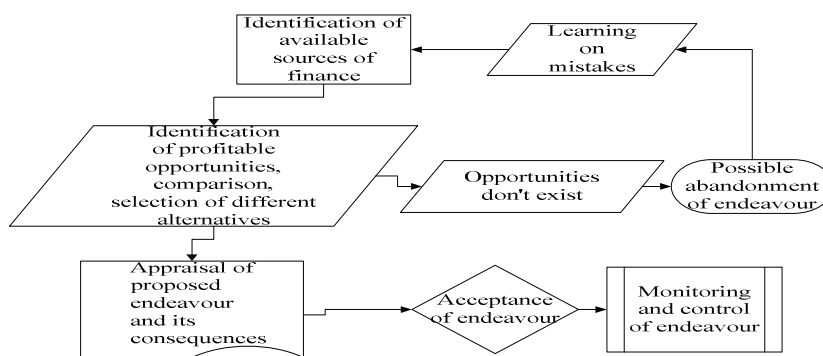 Identification of
available
sources of
finance
Learning
on
mistakes
Identification
of profitable
opportunities,
comparison,
selection of different
alternatives
Opportunities
don't exist
Possible
abandonment
of endeavour
Appraisal of
proposed
endeavour
and its
consequences
Acceptance
of endeavour
Monitoring
and control
of endeavour